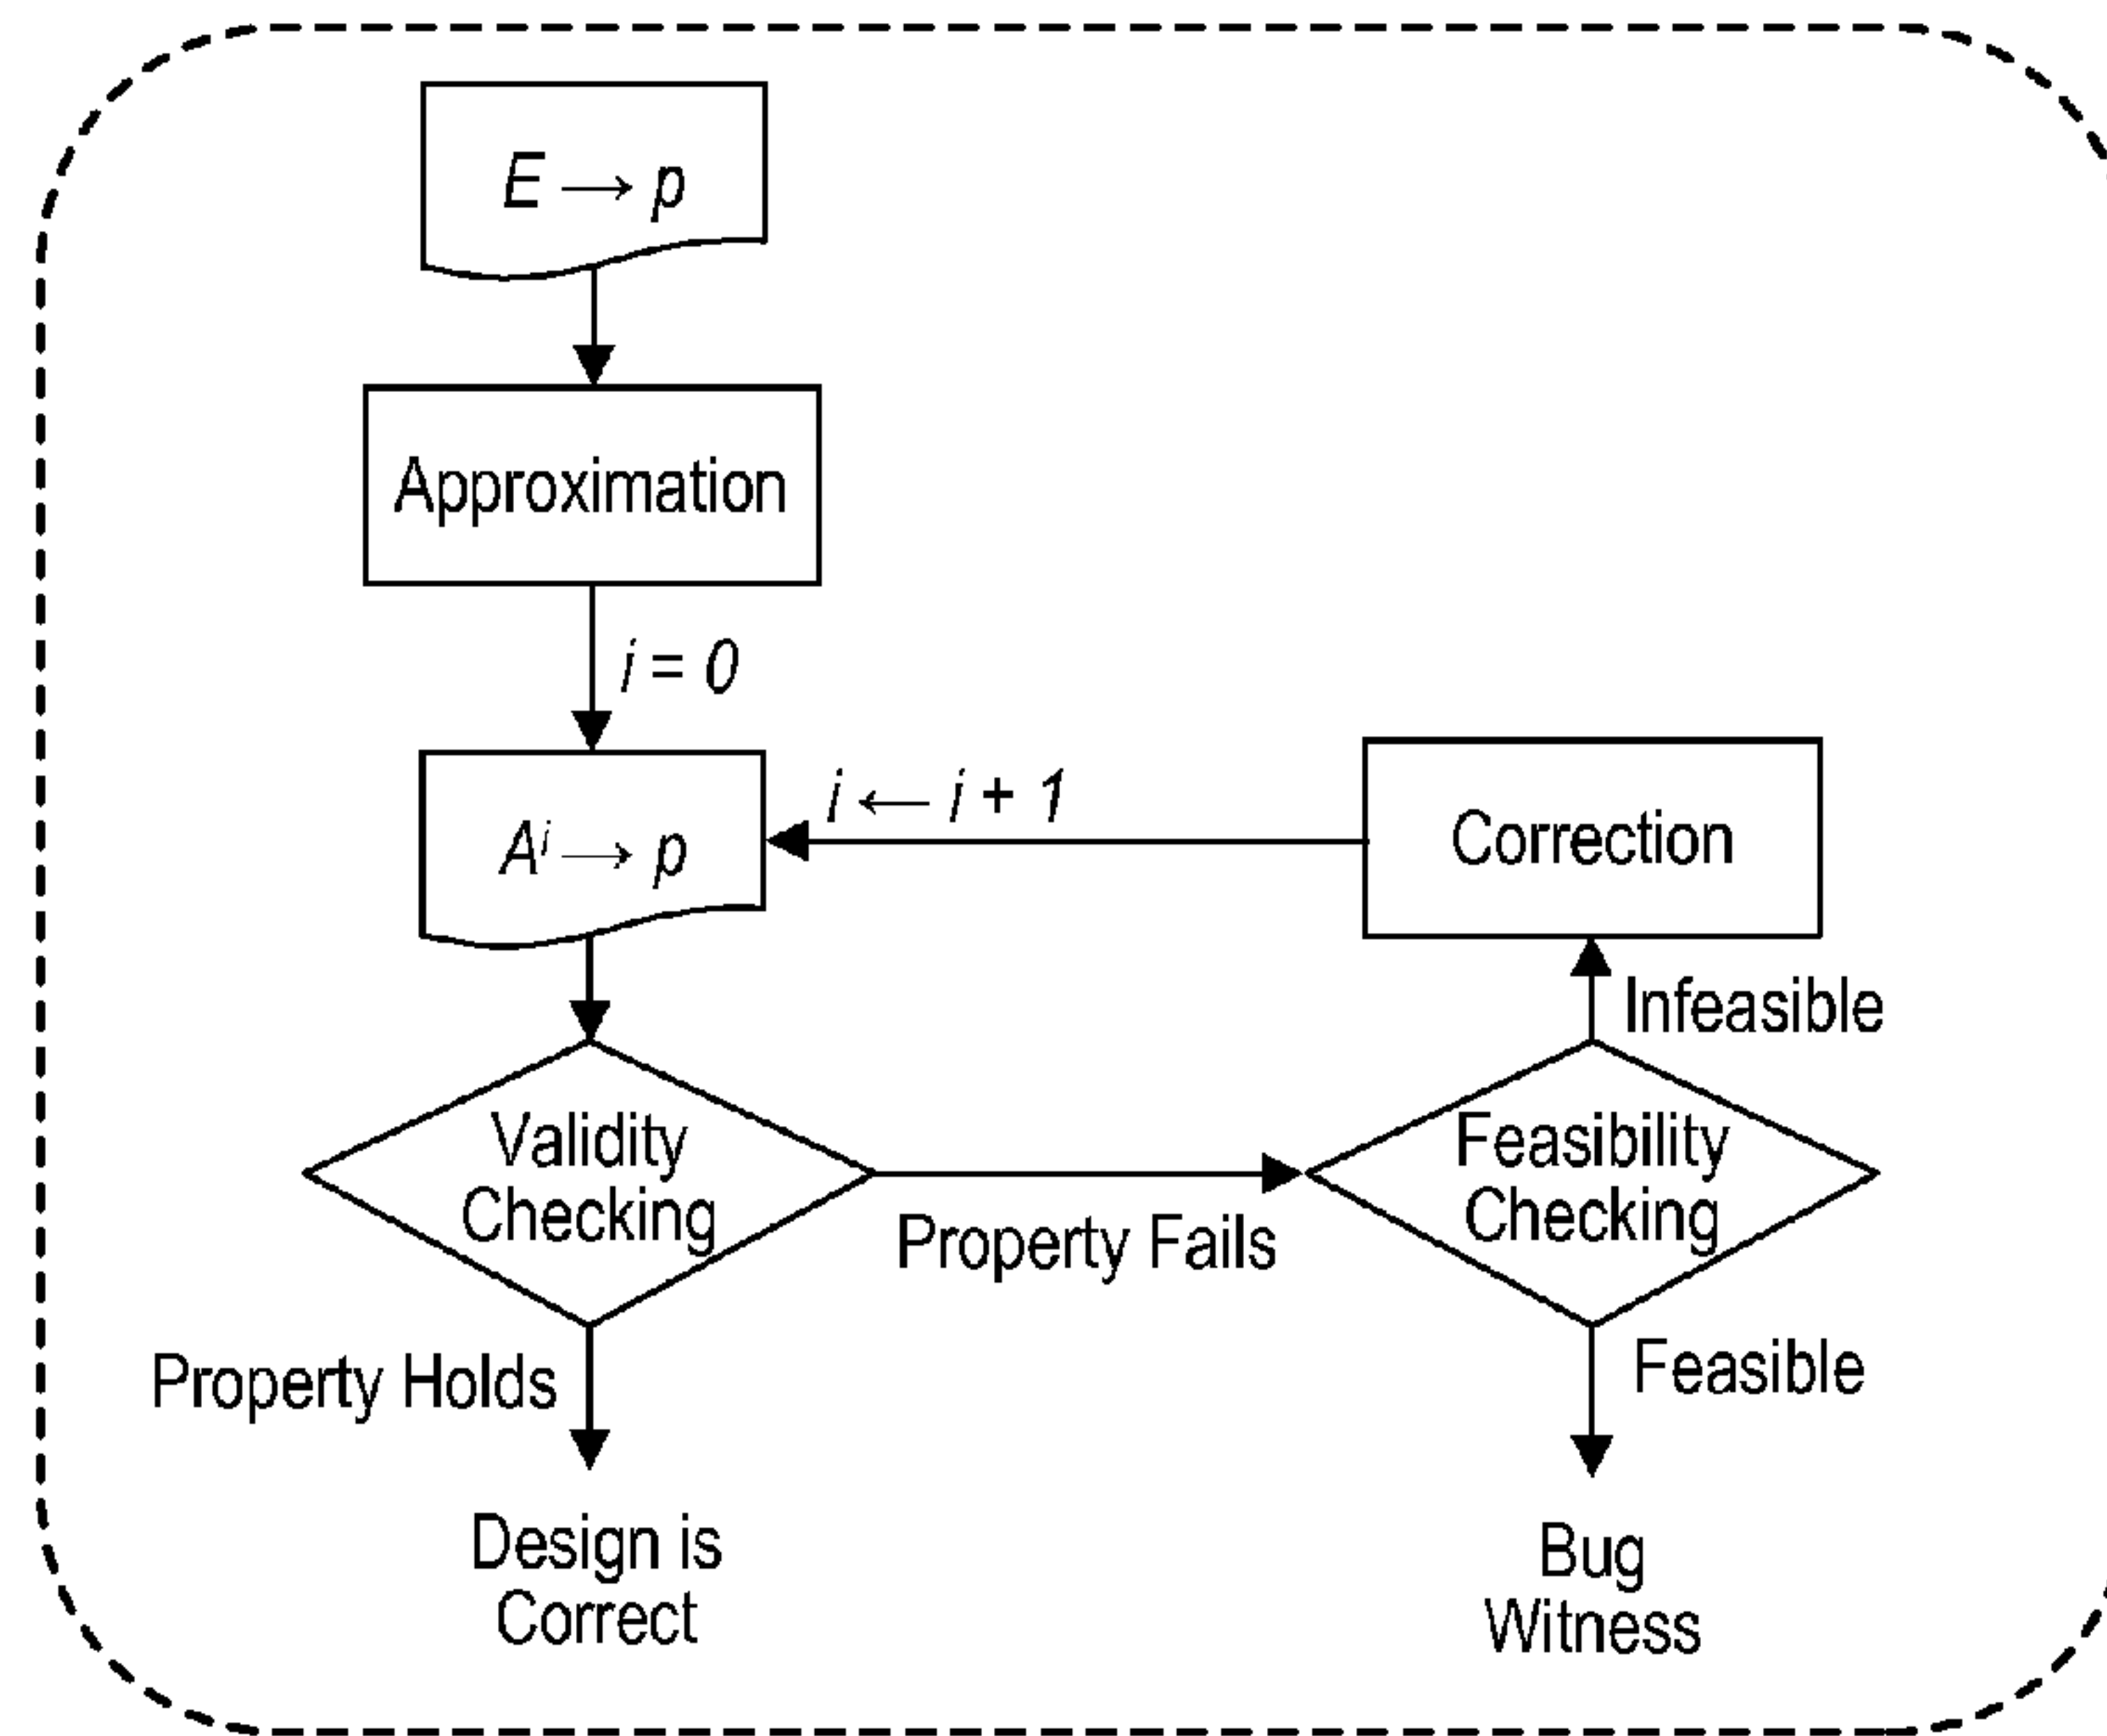 E → p
Approximation
i = 0
Aⁱ → p
i ← i + 1
Correction
Infeasible
Validity
Checking
Property Fails
Feasibility
Checking
Property Holds
Feasible
Design is
Correct
Bug
Witness